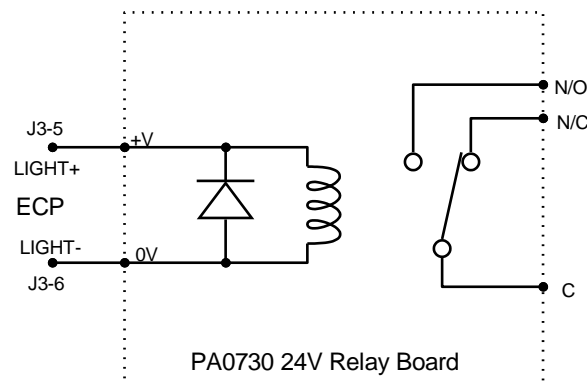 N/O
N/C
J3-5
+V
LIGHT+
ECP
LIGHT-
0V
J3-6
C
PA0730 24V Relay Board